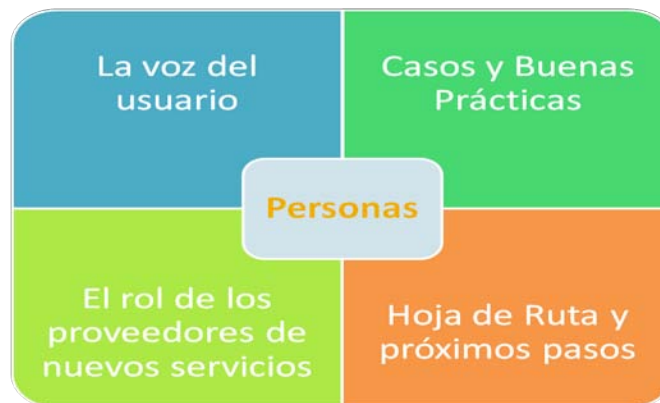 La voz del
usuario
Casos y Buenas
Prácticas
Personas
El rol de los
proveedores de
nuevos servicios
Hoja de Ruta y
próximos pasos